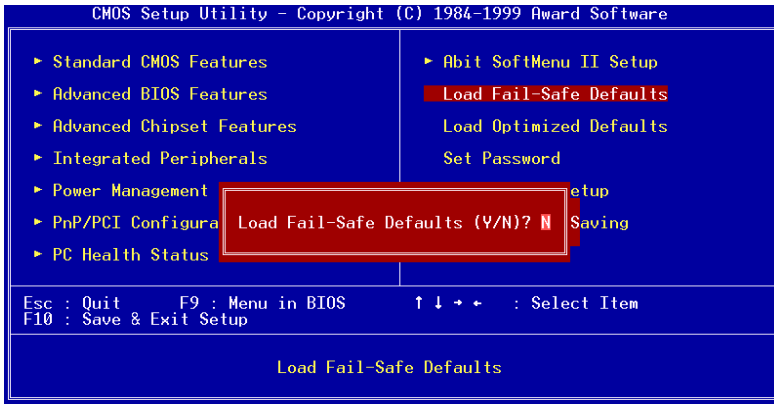 CMOS Setup Utility - Copyright (C) 1984-1999 Award Software
► Standard CMOS Features
► Advanced BIOS Features
► Advanced Chipset Features
► Integrated Peripherals
► Power Management
► PnP/PCI Configura
► PC Health Status
► Abit SoftMenu II Setup
Load Fail-Safe Defaults
Load Optimized Defaults
Set Password
etup
Saving
Load Fail-Safe Defaults (Y/N)? N
Esc : Quit F9 : Menu in BIOS ↑ ↓ → ← : Select Item
F10 : Save & Exit Setup
Load Fail-Safe Defaults